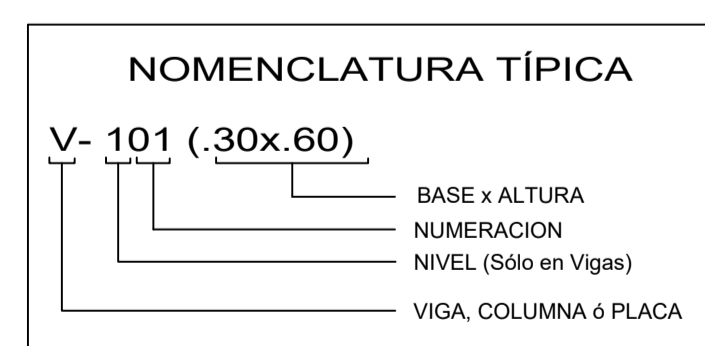 NOMENCLATURA TÍPICA
V- 101 (.30x.60)
BASE x ALTURA
NUMERACION
NIVEL (Sólo en Vigas)
VIGA, COLUMNA ó PLACA